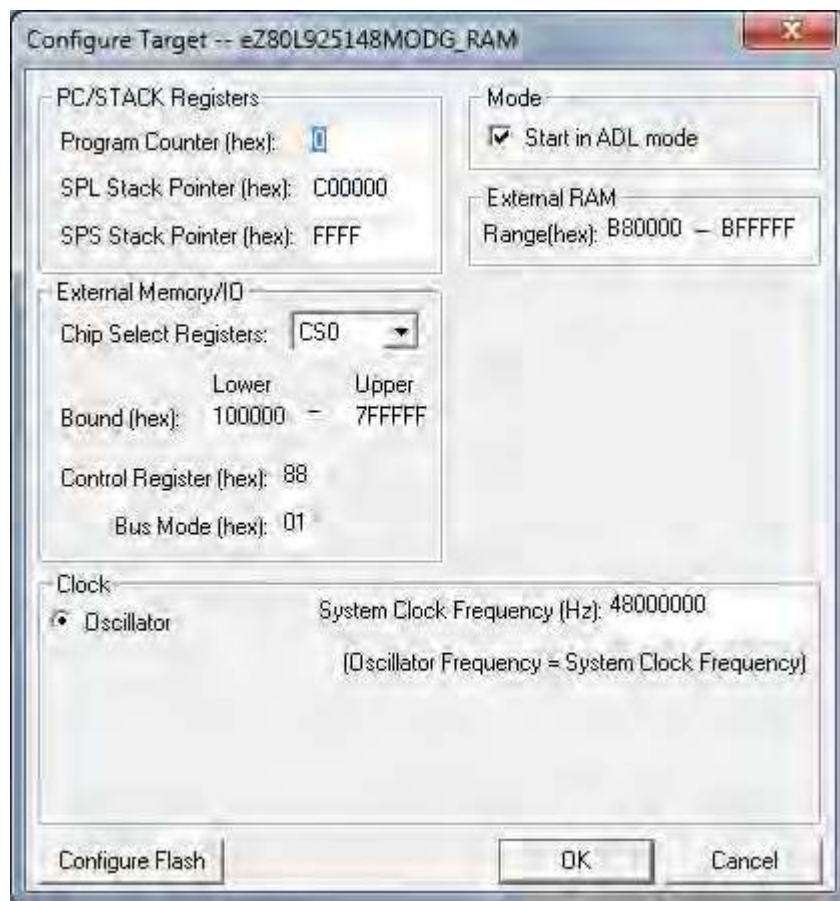 Configure Target -- eZ80L925148MODG_RAM
PC/STACK Registers
Program Counter (hex): 0
SPL Stack Pointer (hex): C00000
SPS Stack Pointer (hex): FFFF
Mode
Start in ADL mode
External RAM
Range(hex): B80000 - BFFFFF
External Memory/IO
Chip Select Registers: CS0
Lower Upper
Bound (hex): 100000 - 7FFFFF
Control Register (hex): 88
Bus Mode (hex): 01
Clock
Oscillator
System Clock Frequency (Hz): 48000000
(Oscillator Frequency = System Clock Frequency)
Configure Flash OK Cancel